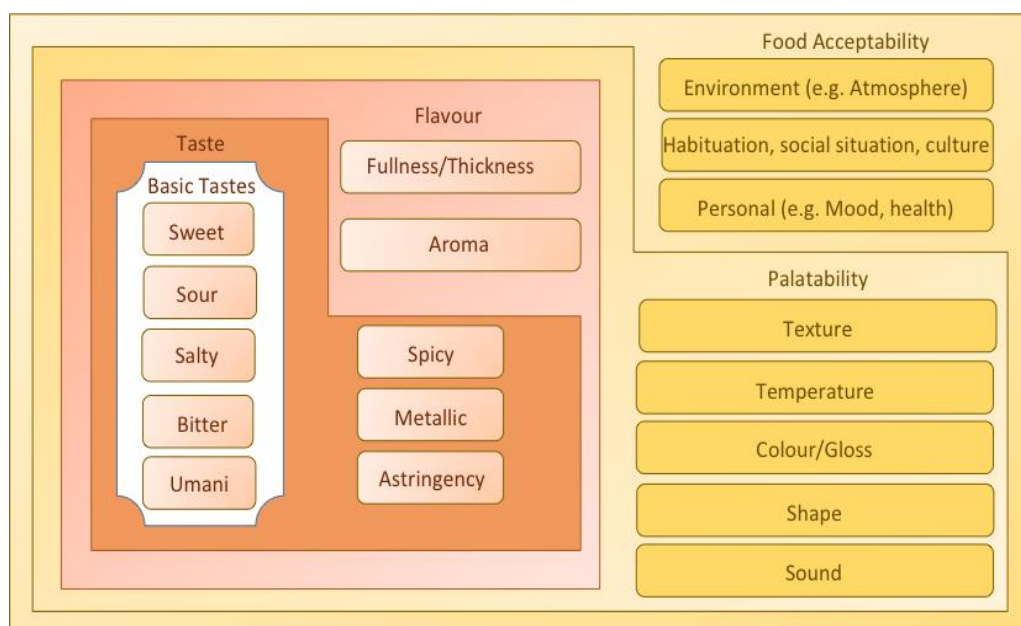 Food Acceptability
Environment (e.g. Atmosphere)
Habituation, social situation, culture
Personal (e.g. Mood, health)
Flavour
Fullness/Thickness
Aroma
Taste
Basic Tastes
Sweet
Sour
Salty
Bitter
Umani
Spicy
Metallic
Astringency
Palatability
Texture
Temperature
Colour/Gloss
Shape
Sound